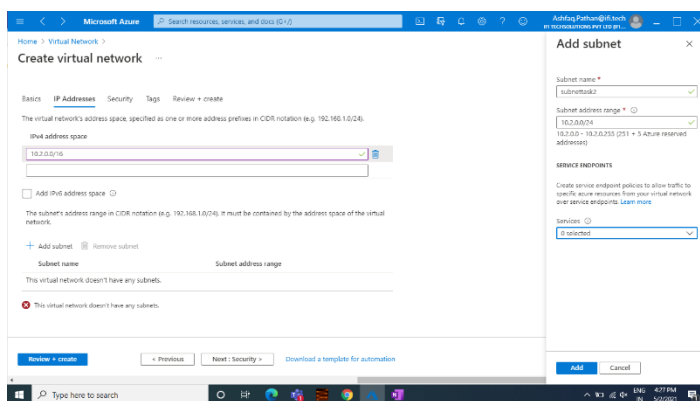 Microsoft Azure
Search resources, services, and docs (G+/)
Ashfaq.Pathan@ifi.tech
IFI TECHSOLUTIONS PVT LTD (IFI....
Home > Virtual Network >
Create virtual network ...
Basics IP Addresses Security Tags Review + create
The virtual network's address space, specified as one or more address prefixes in CIDR notation (e.g. 192.168.1.0/24).
IPv4 address space
10.2.0.0/16
Add IPv6 address space
The subnet's address range in CIDR notation (e.g. 192.168.1.0/24). It must be contained by the address space of the virtual
network.
+ Add subnet Remove subnet
Subnet name Subnet address range
This virtual network doesn't have any subnets.
This virtual network doesn't have any subnets.
Review + create
< Previous
Next : Security >
Download a template for automation
Add subnet
Subnet name *
subnettask2
Subnet address range *
10.2.0.0/24
10.2.0.0 - 10.2.0.255 (251 + 5 Azure reserved
addresses)
SERVICE ENDPOINTS
Create service endpoint policies to allow traffic to
specific azure resources from your virtual network
over service endpoints. Learn more
Services
0 selected
Add
Cancel
Type here to search
ENG
IN
4:27 PM
5/2/2021